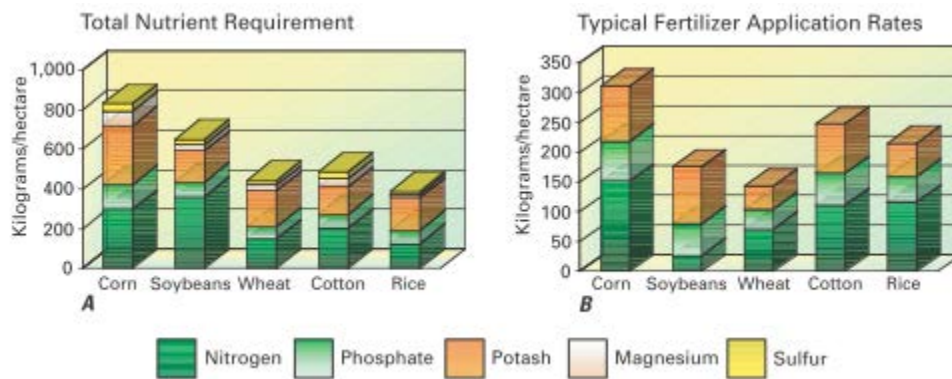 Total Nutrient Requirement
Kilograms/hectare
1,000
800
600
400
200
0
Corn Soybeans Wheat Cotton Rice
A
Typical Fertilizer Application Rates
Kilograms/hectare
350
300
250
200
150
100
50
0
Corn Soybeans Wheat Cotton Rice
B
Nitrogen Phosphate Potash Magnesium Sulfur